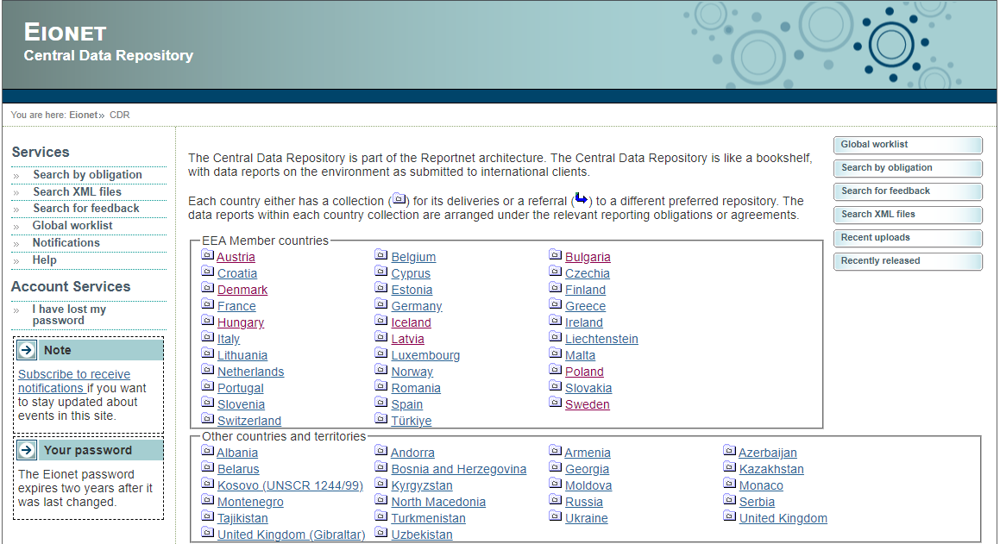 EIONET
Central Data Repository
You are here: Eionet» CDR
Services
» Search by obligation
» Search XML files
» Search for feedback
» Global worklist
» Notifications
» Help
Account Services
» I have lost my
password
Note
Subscribe to receive
notifications if you want
to stay updated about
events in this site.
Your password
The Eionet password
expires two years after it
was last changed.
The Central Data Repository is part of the Reportnet architecture. The Central Data Repository is like a bookshelf,
with data reports on the environment as submitted to international clients.
Each country either has a collection ( ) for its deliveries or a referral ( ) to a different preferred repository. The
data reports within each country collection are arranged under the relevant reporting obligations or agreements.
EEA Member countries
Austria Belgium Bulgaria
Croatia Cyprus Czechia
Denmark Estonia Finland
France Germany Greece
Hungary Iceland Ireland
Italy Latvia Liechtenstein
Lithuania Luxembourg Malta
Netherlands Norway Poland
Portugal Romania Slovakia
Slovenia Spain Sweden
Switzerland Türkiye
Other countries and territories
Albania Andorra Armenia Azerbaijan
Belarus Bosnia and Herzegovina Georgia Kazakhstan
Kosovo (UNSCR 1244/99) Kyrgyzstan Moldova Monaco
Montenegro North Macedonia Russia Serbia
Tajikistan Turkmenistan Ukraine United Kingdom
United Kingdom (Gibraltar) Uzbekistan
Global worklist
Search by obligation
Search for feedback
Search XML files
Recent uploads
Recently released